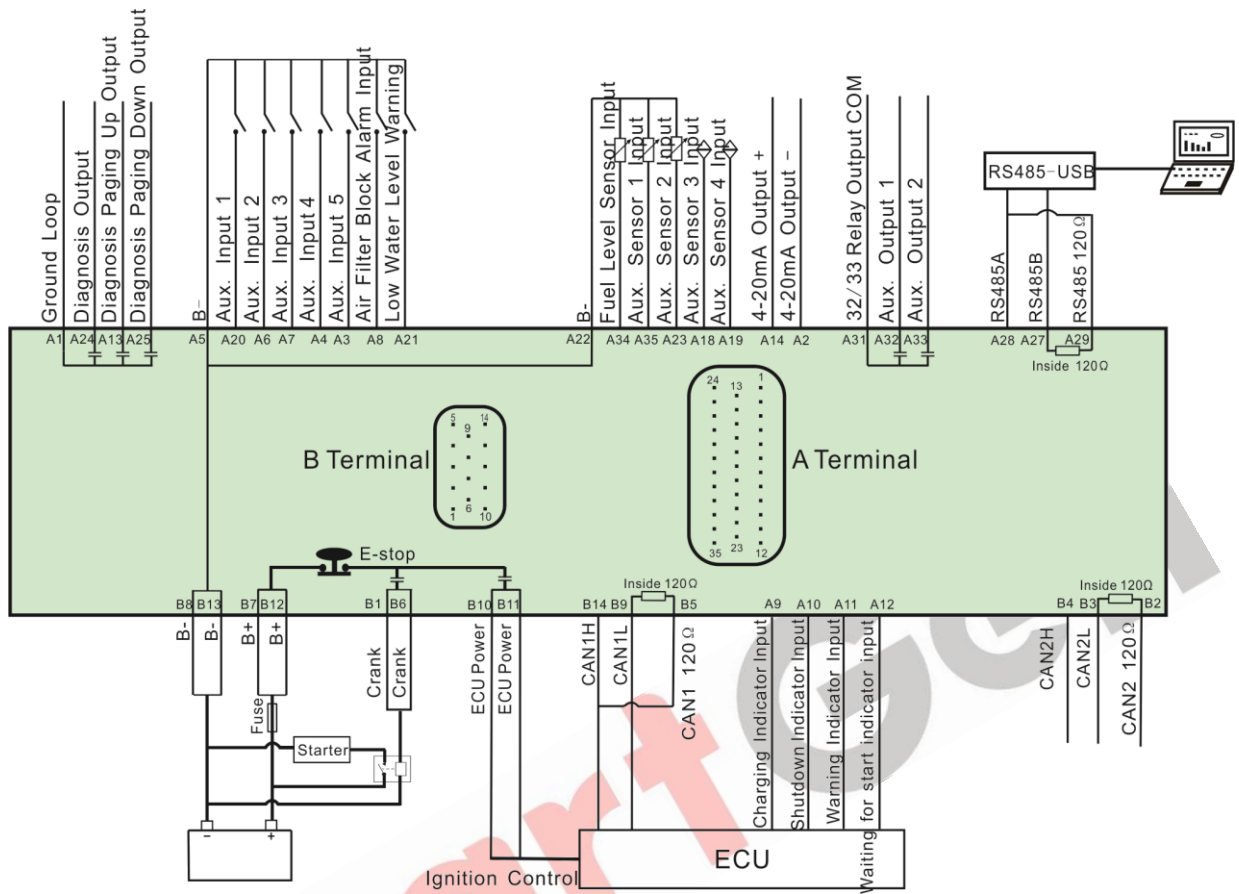 Ground Loop
Diagnosis Output
Diagnosis Paging Up Output
Diagnosis Paging Down Output
B-
Aux. Input 1
Aux. Input 2
Aux. Input 3
Aux. Input 4
Aux. Input 5
Air Filter Block Alarm Input
Low Water Level Warning
B-
Fuel Level Sensor Input
Aux. Sensor 1 Input
Aux. Sensor 2 Input
Aux. Sensor 3 Input
Aux. Sensor 4 Input
4-20mA Output +
4-20mA Output -
32/33 Relay Output COM
Aux. Output 1
Aux. Output 2
RS485-USB
RS485A
RS485B
RS485 120Ω
A1 A24 A13 A25 A5 A20 A6 A7 A4 A3 A8 A21 A22 A34 A35 A23 A18 A19 A14 A2 A31 A32 A33 A28 A27 A29
Inside 120Ω
B Terminal
5 14
9
6
1 10
24 13 1
35 23 12
A Terminal
E-stop
Inside 120Ω
Inside 120Ω
B8 B13 B7 B12 B1 B6 B10 B11 B14 B9 B5 A9 A10 A11 A12 B4 B3 B2
B-
B-
B+
B+
Crank
Crank
ECU Power
ECU Power
CAN1H
CAN1L
CAN1 120Ω
Charging Indicator Input
Shutdown Indicator Input
Warning Indicator Input
Waiting for start indicator input
CAN2H
CAN2L
CAN2 120Ω
Fuse
Starter
- +
Ignition Control
ECU
art Gen